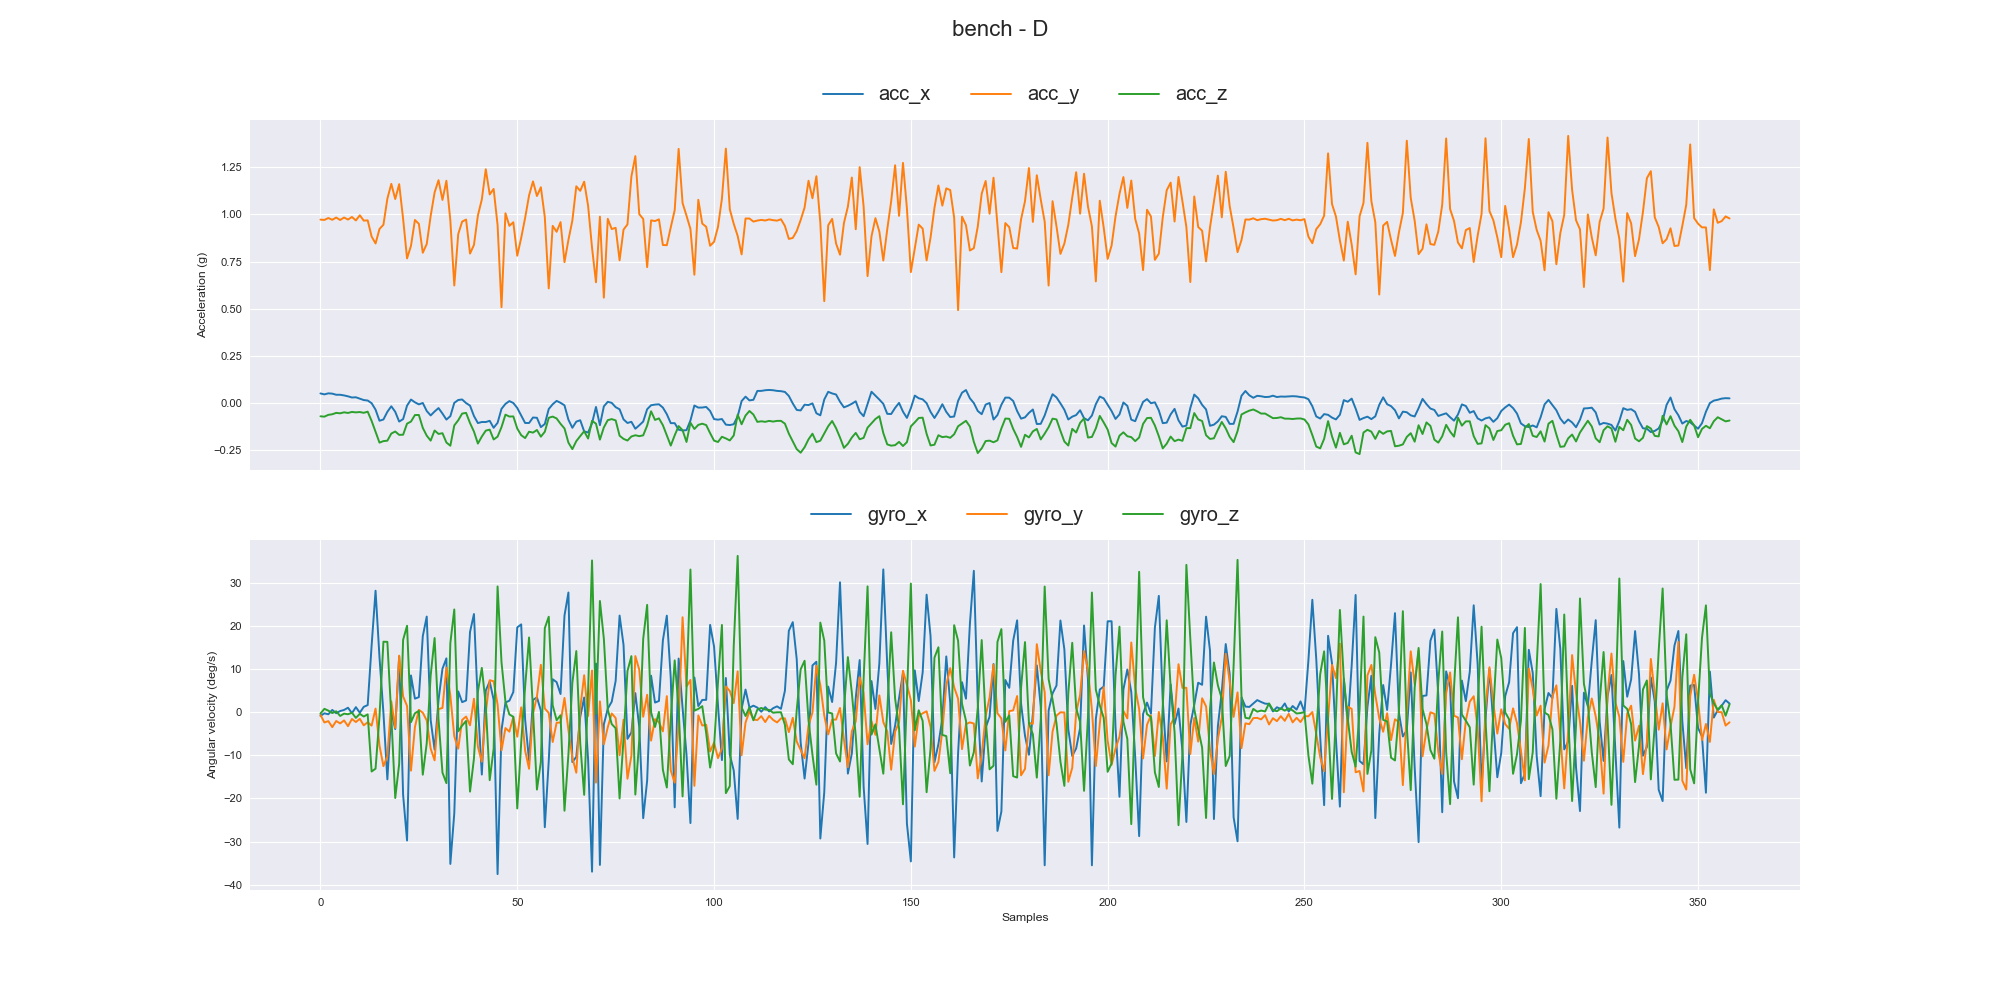 bench - D
acc_x acc_y acc_z
1.25
1.00
0.75
0.50
0.25
0.00
−0.25
Acceleration (g)
gyro_x gyro_y gyro_z
30
20
10
0
−10
−20
−30
−40
Angular velocity (deg/s)
0 50 100 150 200 250 300 350
Samples